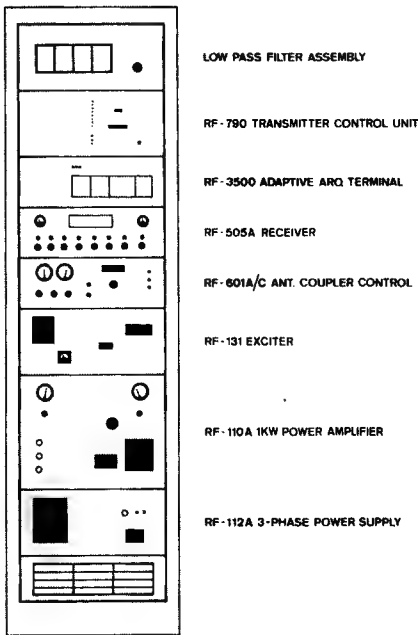 LOW PASS FILTER ASSEMBLY
RF-790 TRANSMITTER CONTROL UNIT
RF-3500 ADAPTIVE ARQ TERMINAL
RF-505A RECEIVER
RF-601A/C ANT. COUPLER CONTROL
RF-131 EXCITER
RF-110A 1KW POWER AMPLIFIER
RF-112A 3-PHASE POWER SUPPLY